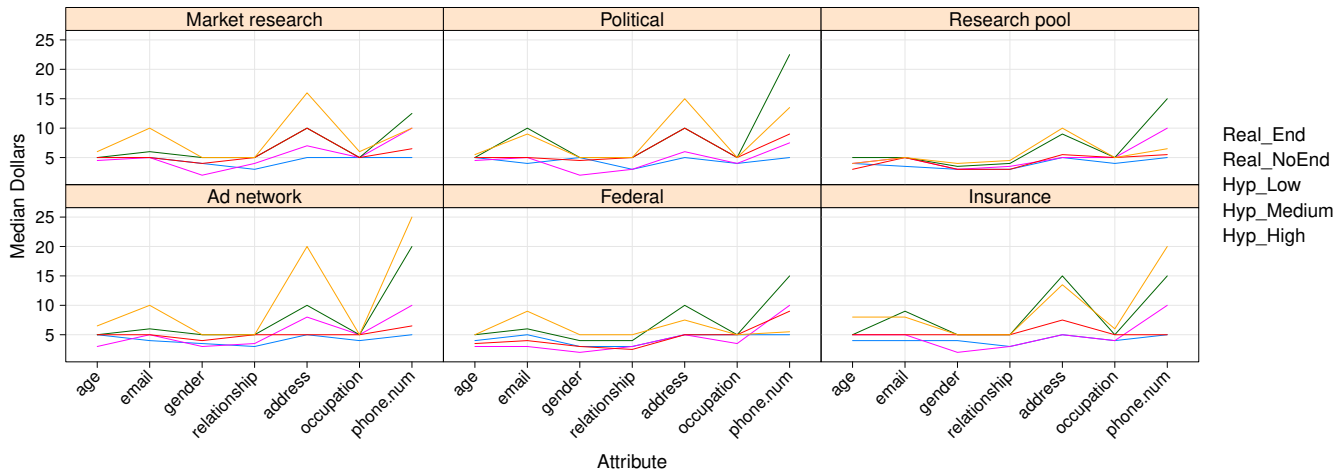 Market research
Political
Research pool
25
20
15
10
5
Median Dollars
Ad network
Federal
Insurance
25
20
15
10
5
age
email
gender
relationship
address
occupation
phone.num
age
email
gender
relationship
address
occupation
phone.num
age
email
gender
relationship
address
occupation
phone.num
Attribute
Real_End
Real_NoEnd
Hyp_Low
Hyp_Medium
Hyp_High